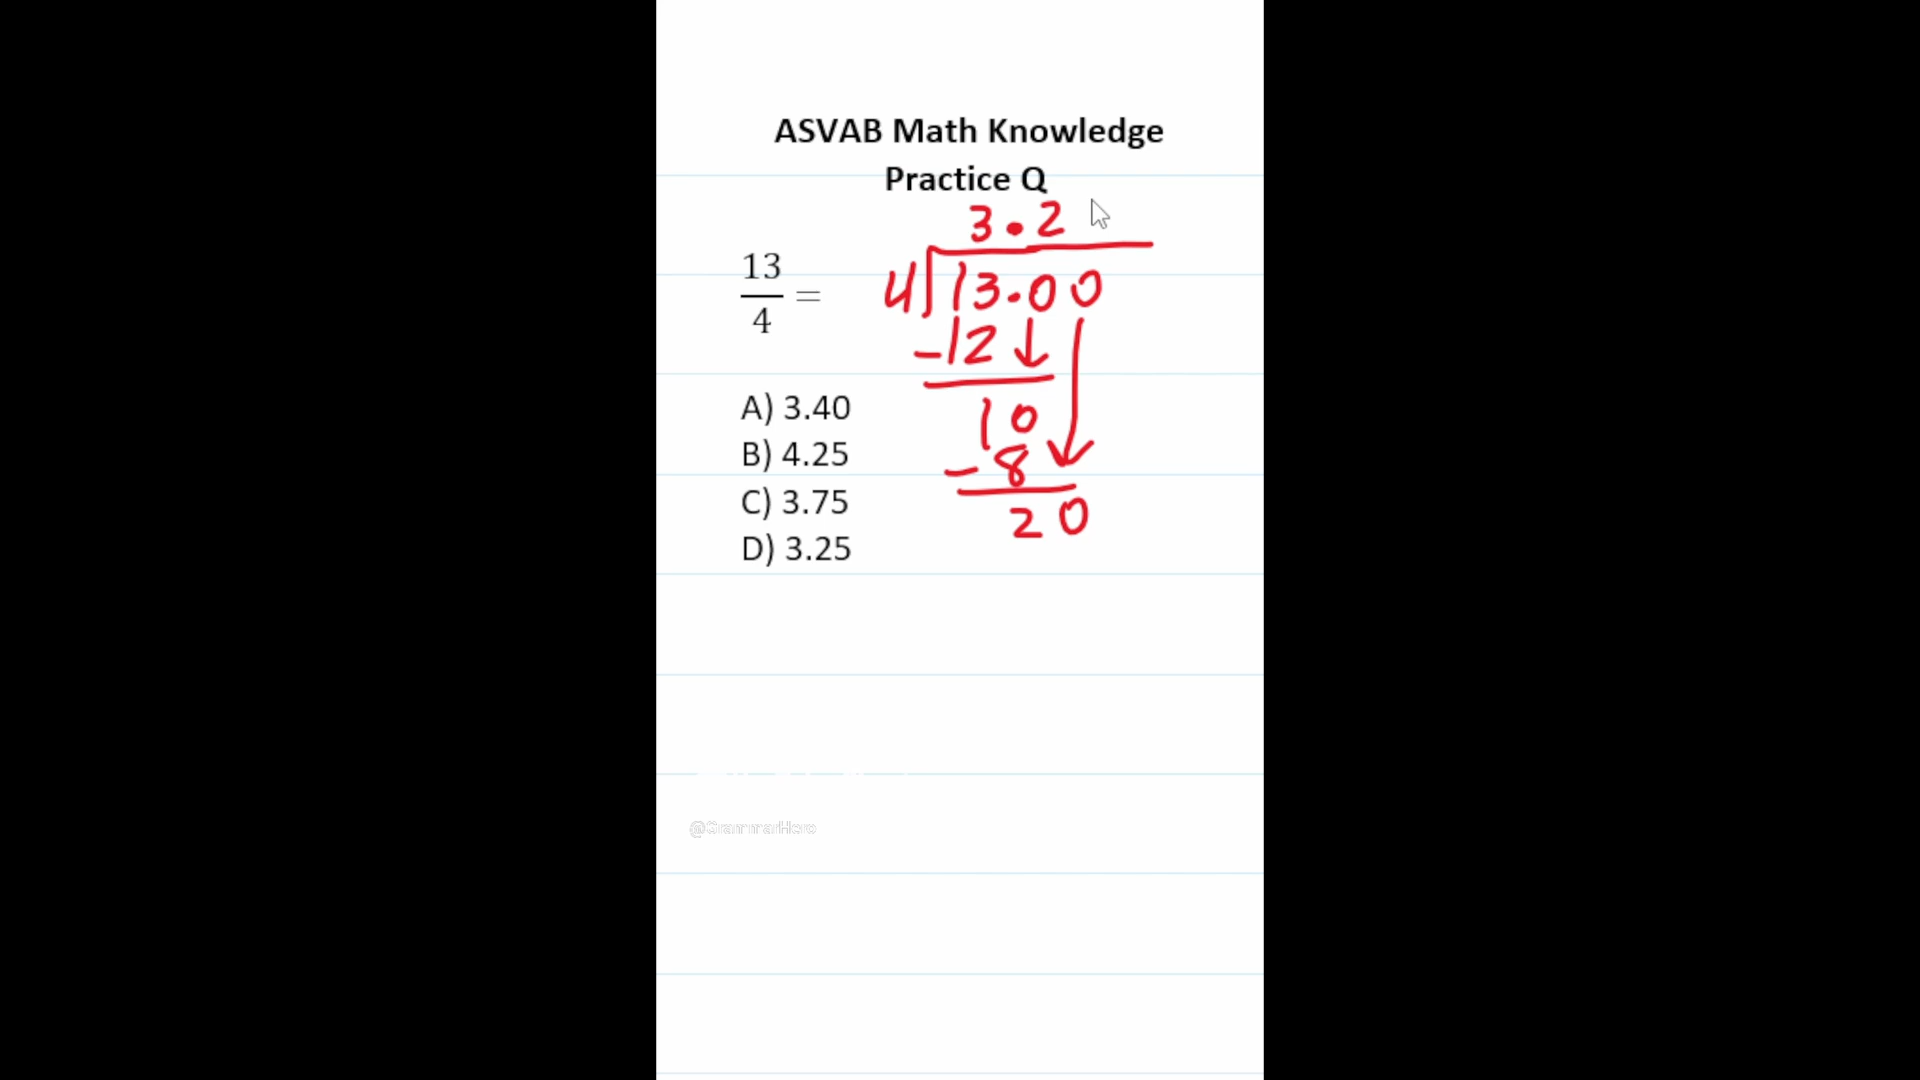 ASVAB Math Knowledge
Practice Q
3.2
13
4
=
4 13.00
-12
10
-8
20
A) 3.40
B) 4.25
C) 3.75
D) 3.25
@GrammarHero